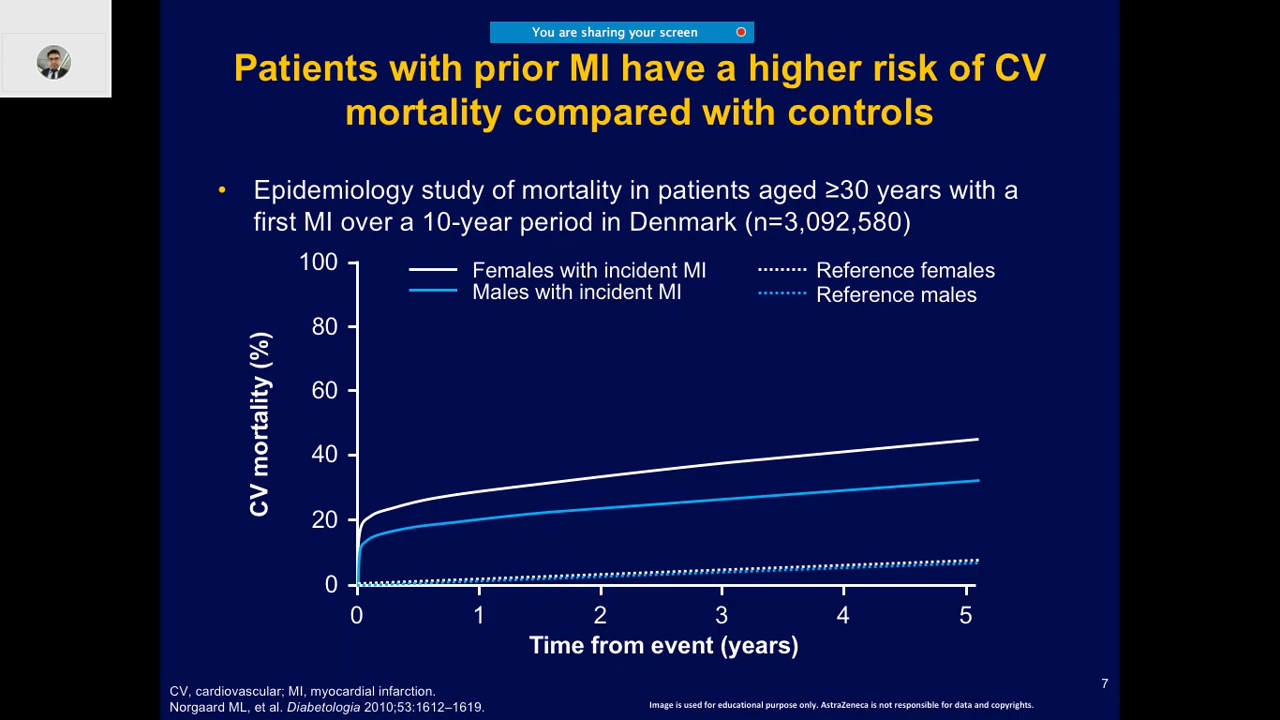 You are sharing your screen
Patients with prior MI have a higher risk of CV
mortality compared with controls
• Epidemiology study of mortality in patients aged ≥30 years with a
first MI over a 10-year period in Denmark (n=3,092,580)
Females with incident MI
Males with incident MI
Reference females
Reference males
CV mortality (%)
100
80
60
40
20
0
0 1 2 3 4 5
Time from event (years)
7
CV, cardiovascular; MI, myocardial infarction.
Norgaard ML, et al. Diabetologia 2010;53:1612–1619.
Image is used for educational purpose only. AstraZeneca is not responsible for data and copyrights.